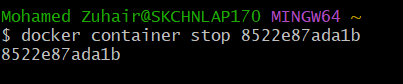 Mohamed Zuhair@SKCHNLAP170 MINGW64 ~
$ docker container stop 8522e87ada1b
8522e87ada1b